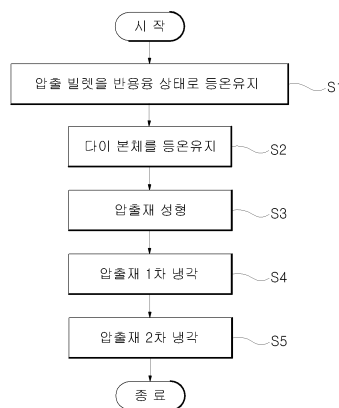 시 작
압출 빌렛을 반용융 상태로 등온유지
S1
다이 본체를 등온유지
S2
압출재 성형
S3
압출재 1차 냉각
S4
압출재 2차 냉각
S5
종 료